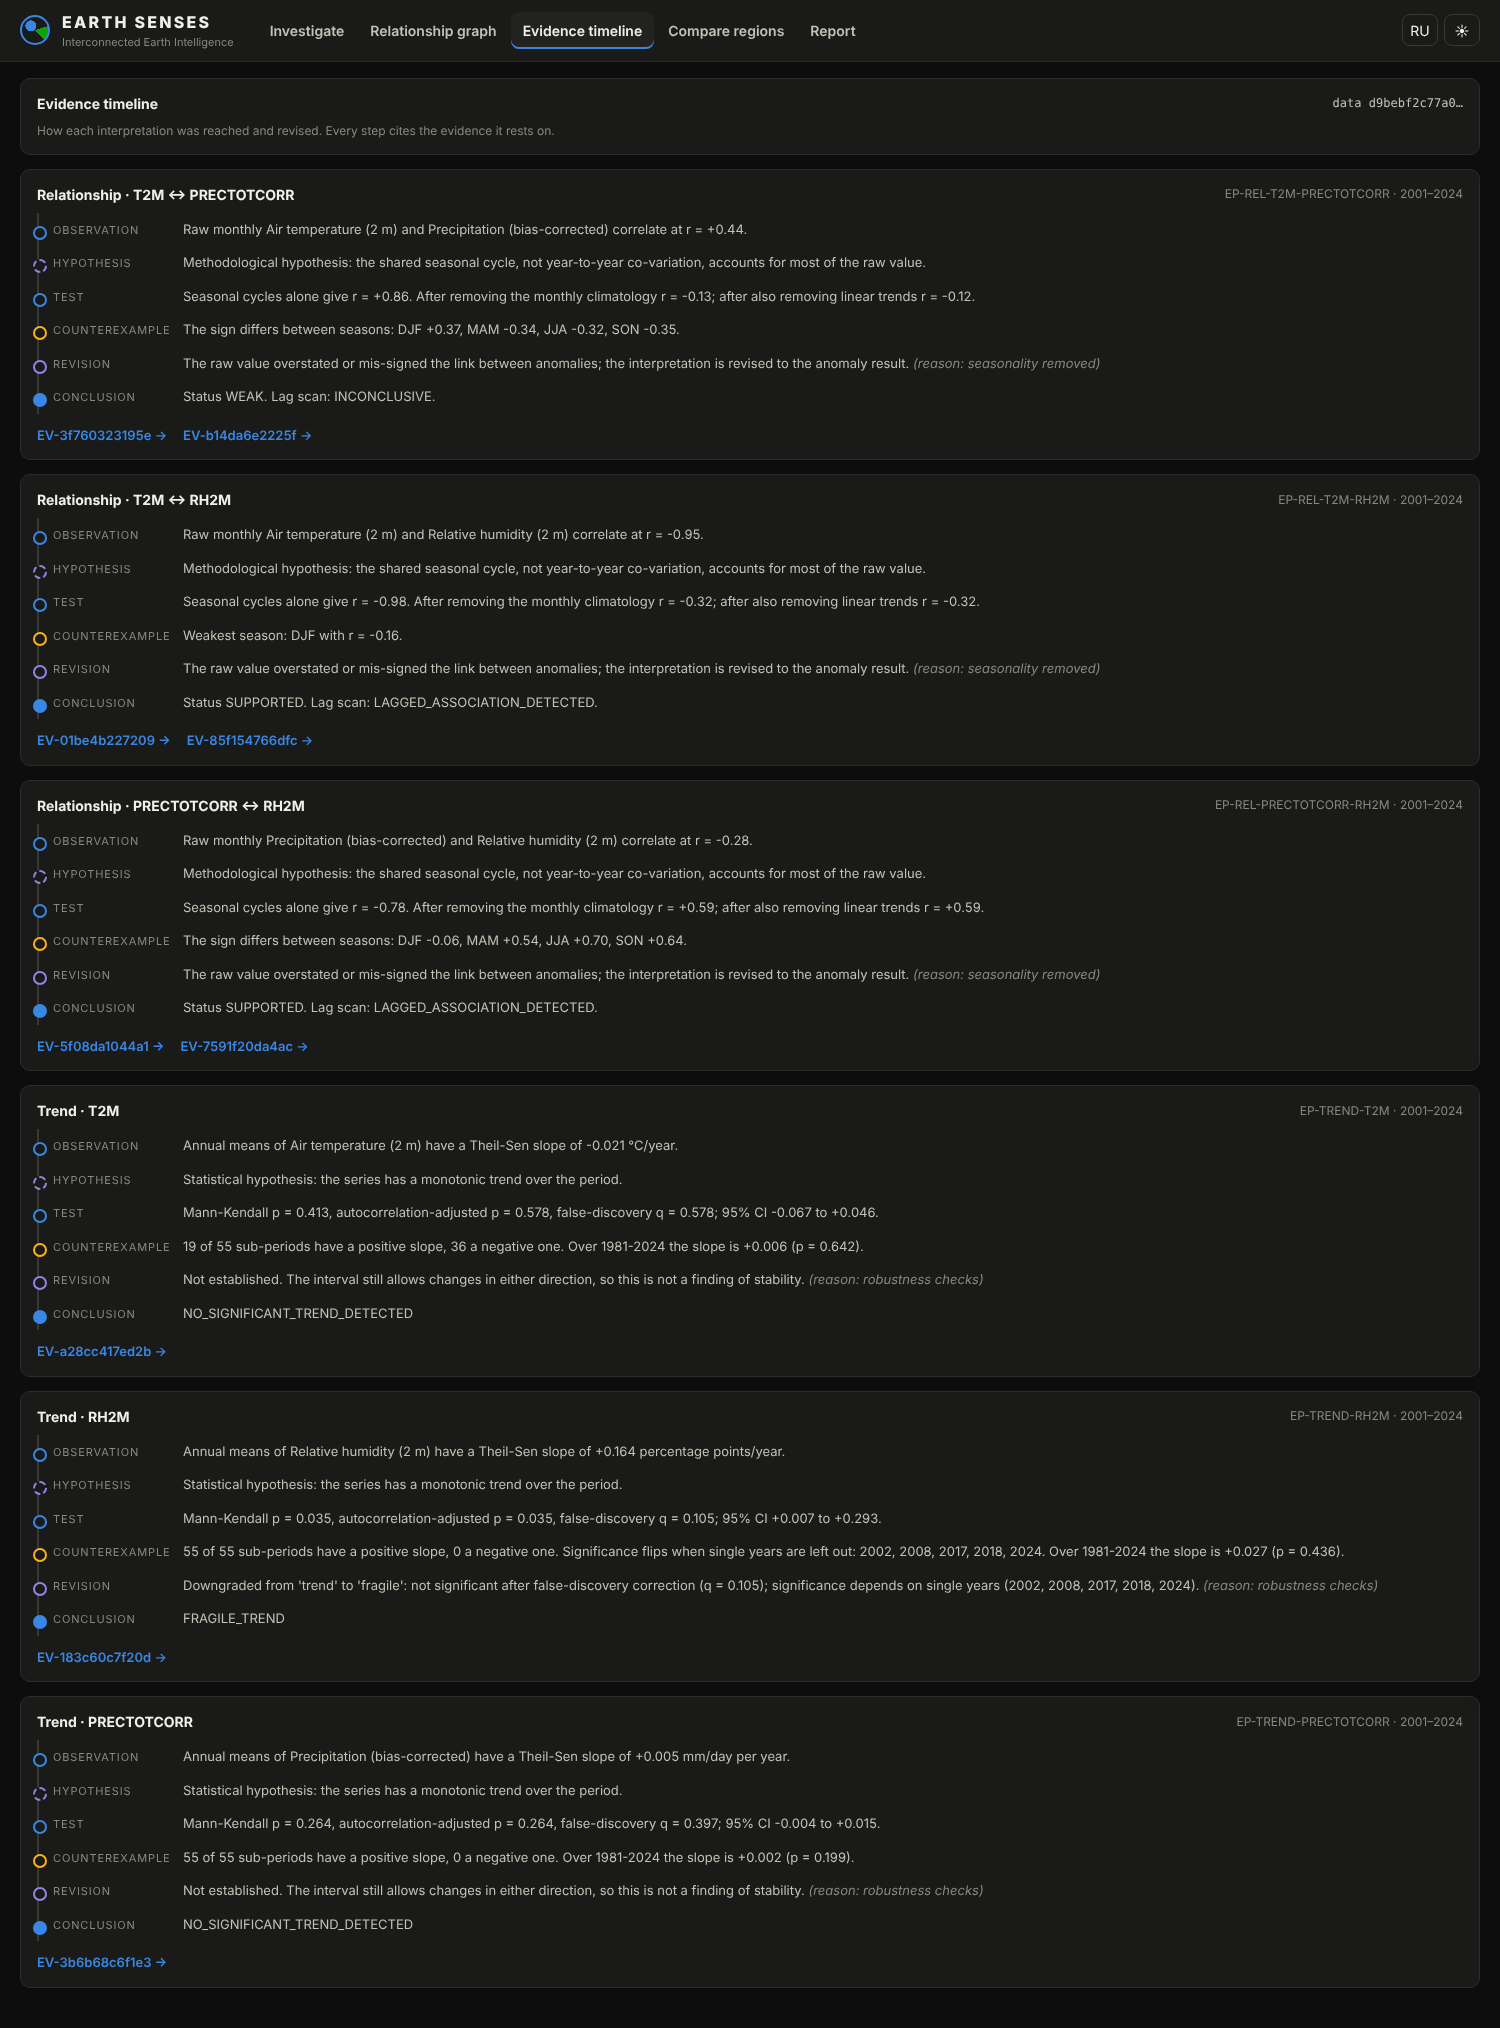 EARTH SENSES
Interconnected Earth Intelligence
Investigate
Relationship graph
Evidence timeline
Compare regions
Report
RU
Evidence timeline
data d9bebf2c77a0…
How each interpretation was reached and revised. Every step cites the evidence it rests on.
Relationship · T2M ↔ PRECTOTCORR
EP-REL-T2M-PRECTOTCORR · 2001–2024
OBSERVATION Raw monthly Air temperature (2 m) and Precipitation (bias-corrected) correlate at r = +0.44.
HYPOTHESIS Methodological hypothesis: the shared seasonal cycle, not year-to-year co-variation, accounts for most of the raw value.
TEST Seasonal cycles alone give r = +0.86. After removing the monthly climatology r = -0.13; after also removing linear trends r = -0.12.
COUNTEREXAMPLE The sign differs between seasons: DJF +0.37, MAM -0.34, JJA -0.32, SON -0.35.
REVISION The raw value overstated or mis-signed the link between anomalies; the interpretation is revised to the anomaly result. (reason: seasonality removed)
CONCLUSION Status WEAK. Lag scan: INCONCLUSIVE.
EV-3f760323195e → EV-b14da6e2225f →
Relationship · T2M ↔ RH2M
EP-REL-T2M-RH2M · 2001–2024
OBSERVATION Raw monthly Air temperature (2 m) and Relative humidity (2 m) correlate at r = -0.95.
HYPOTHESIS Methodological hypothesis: the shared seasonal cycle, not year-to-year co-variation, accounts for most of the raw value.
TEST Seasonal cycles alone give r = -0.98. After removing the monthly climatology r = -0.32; after also removing linear trends r = -0.32.
COUNTEREXAMPLE Weakest season: DJF with r = -0.16.
REVISION The raw value overstated or mis-signed the link between anomalies; the interpretation is revised to the anomaly result. (reason: seasonality removed)
CONCLUSION Status SUPPORTED. Lag scan: LAGGED_ASSOCIATION_DETECTED.
EV-01be4b227209 → EV-85f154766dfc →
Relationship · PRECTOTCORR ↔ RH2M
EP-REL-PRECTOTCORR-RH2M · 2001–2024
OBSERVATION Raw monthly Precipitation (bias-corrected) and Relative humidity (2 m) correlate at r = -0.28.
HYPOTHESIS Methodological hypothesis: the shared seasonal cycle, not year-to-year co-variation, accounts for most of the raw value.
TEST Seasonal cycles alone give r = -0.78. After removing the monthly climatology r = +0.59; after also removing linear trends r = +0.59.
COUNTEREXAMPLE The sign differs between seasons: DJF -0.06, MAM +0.54, JJA +0.70, SON +0.64.
REVISION The raw value overstated or mis-signed the link between anomalies; the interpretation is revised to the anomaly result. (reason: seasonality removed)
CONCLUSION Status SUPPORTED. Lag scan: LAGGED_ASSOCIATION_DETECTED.
EV-5f08da1044a1 → EV-7591f20da4ac →
Trend · T2M
EP-TREND-T2M · 2001–2024
OBSERVATION Annual means of Air temperature (2 m) have a Theil-Sen slope of -0.021 °C/year.
HYPOTHESIS Statistical hypothesis: the series has a monotonic trend over the period.
TEST Mann-Kendall p = 0.413, autocorrelation-adjusted p = 0.578, false-discovery q = 0.578; 95% CI -0.067 to +0.046.
COUNTEREXAMPLE 19 of 55 sub-periods have a positive slope, 36 a negative one. Over 1981-2024 the slope is +0.006 (p = 0.642).
REVISION Not established. The interval still allows changes in either direction, so this is not a finding of stability. (reason: robustness checks)
CONCLUSION NO_SIGNIFICANT_TREND_DETECTED
EV-a28cc417ed2b →
Trend · RH2M
EP-TREND-RH2M · 2001–2024
OBSERVATION Annual means of Relative humidity (2 m) have a Theil-Sen slope of +0.164 percentage points/year.
HYPOTHESIS Statistical hypothesis: the series has a monotonic trend over the period.
TEST Mann-Kendall p = 0.035, autocorrelation-adjusted p = 0.035, false-discovery q = 0.105; 95% CI +0.007 to +0.293.
COUNTEREXAMPLE 55 of 55 sub-periods have a positive slope, 0 a negative one. Significance flips when single years are left out: 2002, 2008, 2017, 2018, 2024. Over 1981-2024 the slope is +0.027 (p = 0.436).
REVISION Downgraded from 'trend' to 'fragile': not significant after false-discovery correction (q = 0.105); significance depends on single years (2002, 2008, 2017, 2018, 2024). (reason: robustness checks)
CONCLUSION FRAGILE_TREND
EV-183c60c7f20d →
Trend · PRECTOTCORR
EP-TREND-PRECTOTCORR · 2001–2024
OBSERVATION Annual means of Precipitation (bias-corrected) have a Theil-Sen slope of +0.005 mm/day per year.
HYPOTHESIS Statistical hypothesis: the series has a monotonic trend over the period.
TEST Mann-Kendall p = 0.264, autocorrelation-adjusted p = 0.264, false-discovery q = 0.397; 95% CI -0.004 to +0.015.
COUNTEREXAMPLE 55 of 55 sub-periods have a positive slope, 0 a negative one. Over 1981-2024 the slope is +0.002 (p = 0.199).
REVISION Not established. The interval still allows changes in either direction, so this is not a finding of stability. (reason: robustness checks)
CONCLUSION NO_SIGNIFICANT_TREND_DETECTED
EV-3b6b68c6f1e3 →